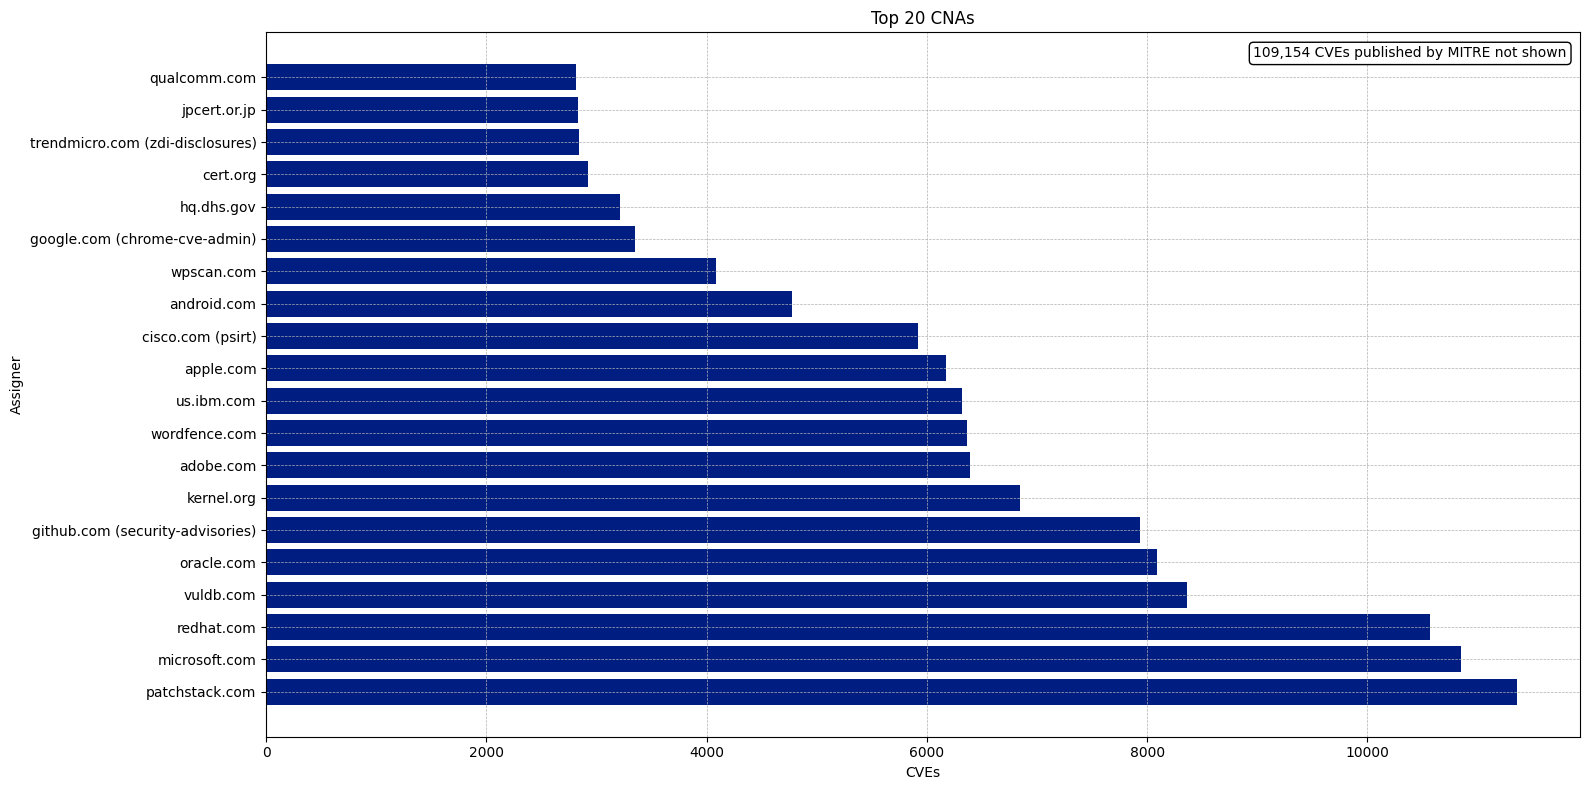 Top 20 CNAs
109,154 CVEs published by MITRE not shown
qualcomm.com
jpcert.or.jp
trendmicro.com (zdi-disclosures)
cert.org
hq.dhs.gov
google.com (chrome-cve-admin)
wpscan.com
android.com
cisco.com (psirt)
apple.com
us.ibm.com
wordfence.com
adobe.com
kernel.org
github.com (security-advisories)
oracle.com
vuldb.com
redhat.com
microsoft.com
patchstack.com
Assigner
0 2000 4000 6000 8000 10000
CVEs